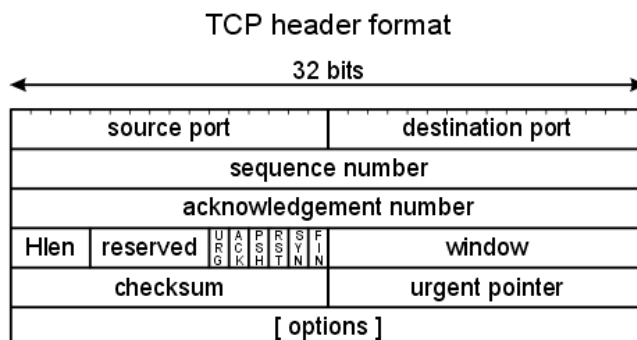 TCP header format
32 bits
source port destination port
sequence number
acknowledgement number
Hlen reserved URG ACK PSH RST SYN FIN window
checksum urgent pointer
[ options ]